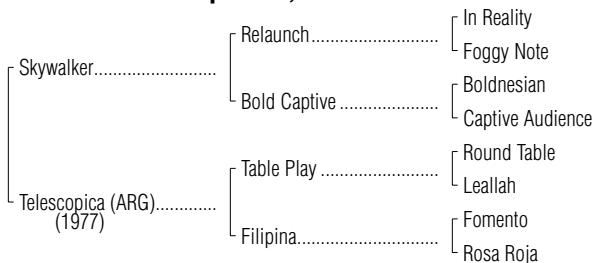 In Reality
Relaunch
Foggy Note
Skywalker
Boldnesian
Bold Captive
Captive Audience
Round Table
Table Play
Leallah
Telescopica (ARG)
(1977)
Fomento
Filipina
Rosa Roja